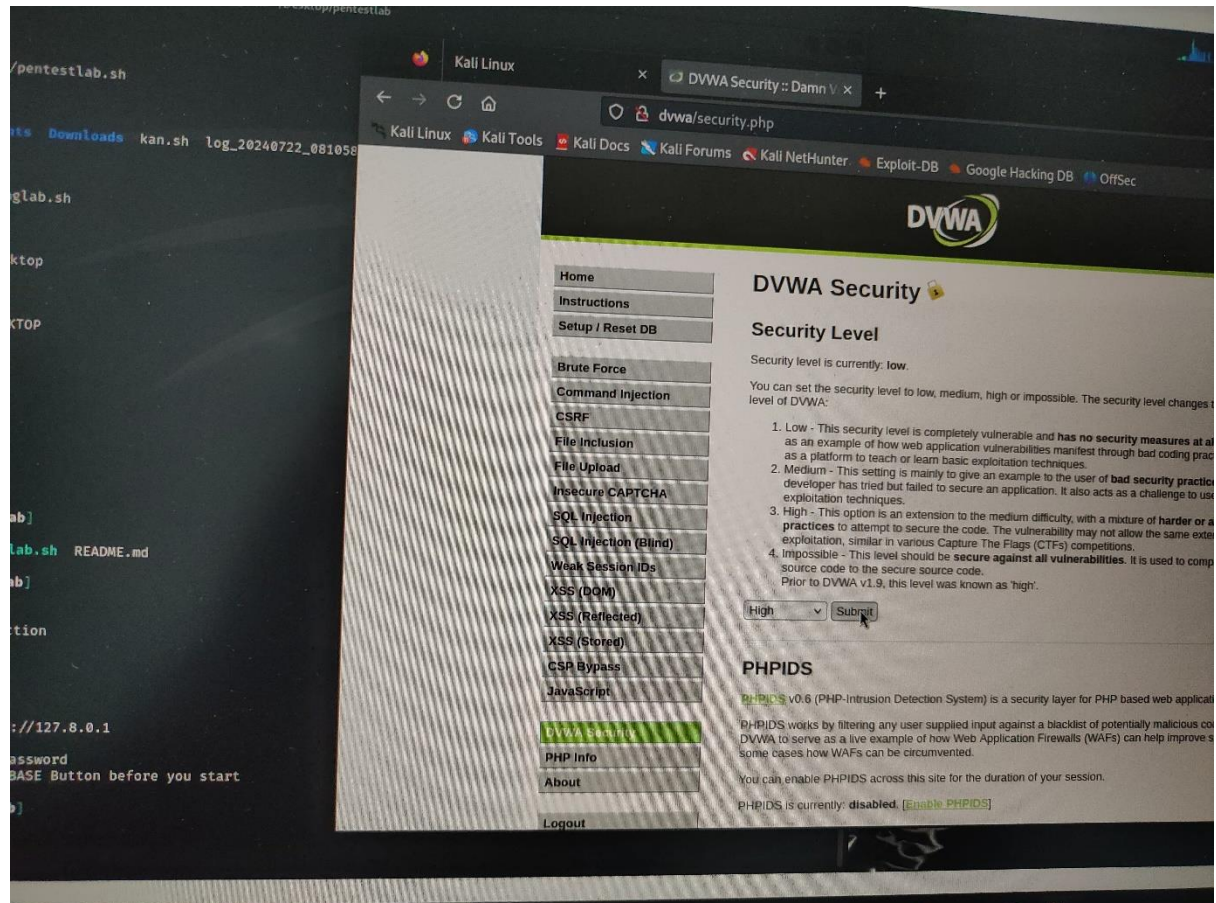 /Desktop/pentestlab
/pentestlab.sh
Downloads kan.sh log_20240722_081058
glab.sh
ktop
KTOP
ab]
lab.sh README.md
ab]
ction
://127.8.0.1
assword
BASE Button before you start
b]
Kali Linux ×
DVWA Security :: Damn V ×
+
dvwa/security.php
Kali Linux
Kali Tools
Kali Docs
Kali Forums
Kali NetHunter
Exploit-DB
Google Hacking DB
OffSec
DVWA
Home
Instructions
Setup / Reset DB
Brute Force
Command Injection
CSRF
File Inclusion
File Upload
Insecure CAPTCHA
SQL Injection
SQL Injection (Blind)
Weak Session IDs
XSS (DOM)
XSS (Reflected)
XSS (Stored)
CSP Bypass
JavaScript
DVWA Security
PHP Info
About
Logout
DVWA Security
Security Level
Security level is currently: low.
You can set the security level to low, medium, high or impossible. The security level changes t
level of DVWA:
1. Low - This security level is completely vulnerable and has no security measures at al
as an example of how web application vulnerabilities manifest through bad coding prac
as a platform to teach or learn basic exploitation techniques.
2. Medium - This setting is mainly to give an example to the user of bad security practice
developer has tried but failed to secure an application. It also acts as a challenge to use
exploitation techniques.
3. High - This option is an extension to the medium difficulty, with a mixture of harder or a
practices to attempt to secure the code. The vulnerability may not allow the same exte
exploitation, similar in various Capture The Flags (CTFs) competitions.
4. Impossible - This level should be secure against all vulnerabilities. It is used to comp
source code to the secure source code.
Prior to DVWA v1.9, this level was known as 'high'.
High
Submit
PHPIDS
PHPIDS v0.6 (PHP-Intrusion Detection System) is a security layer for PHP based web applicati
PHPIDS works by filtering any user supplied input against a blacklist of potentially malicious co
DVWA to serve as a live example of how Web Application Firewalls (WAFs) can help improve s
some cases how WAFs can be circumvented.
You can enable PHPIDS across this site for the duration of your session.
PHPIDS is currently: disabled. [Enable PHPIDS]